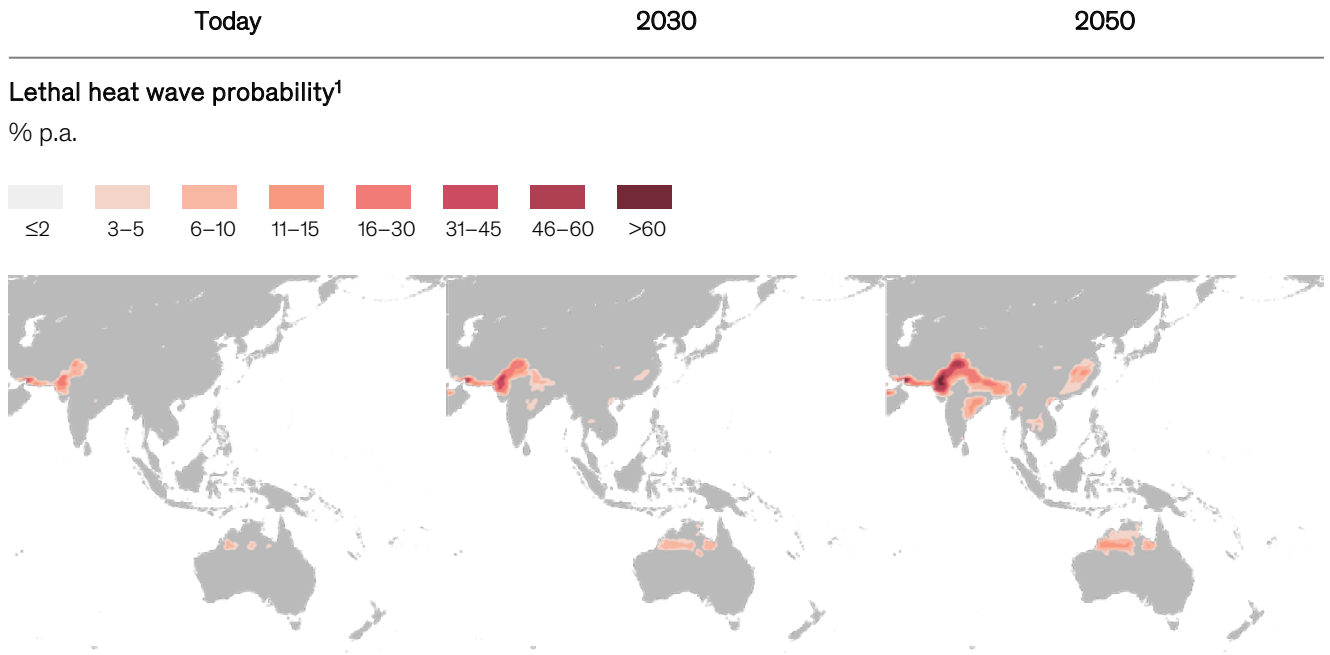 Today 2030 2050
Lethal heat wave probability¹
% p.a.
≤2 3–5 6–10 11–15 16–30 31–45 46–60 >60